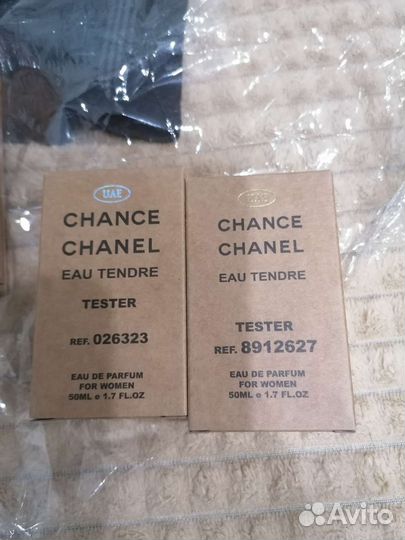 UAE
CHANCE
CHANEL
EAU TENDRE
TESTER
REF. 026323
EAU DE PARFUM
FOR WOMEN
50ML e 1.7 FL.OZ
CHANCE
CHANEL
EAU TENDRE
TESTER
REF. 8912627
EAU DE PARFUM
FOR WOMEN
50ML e 1.7 FL.OZ
Avito